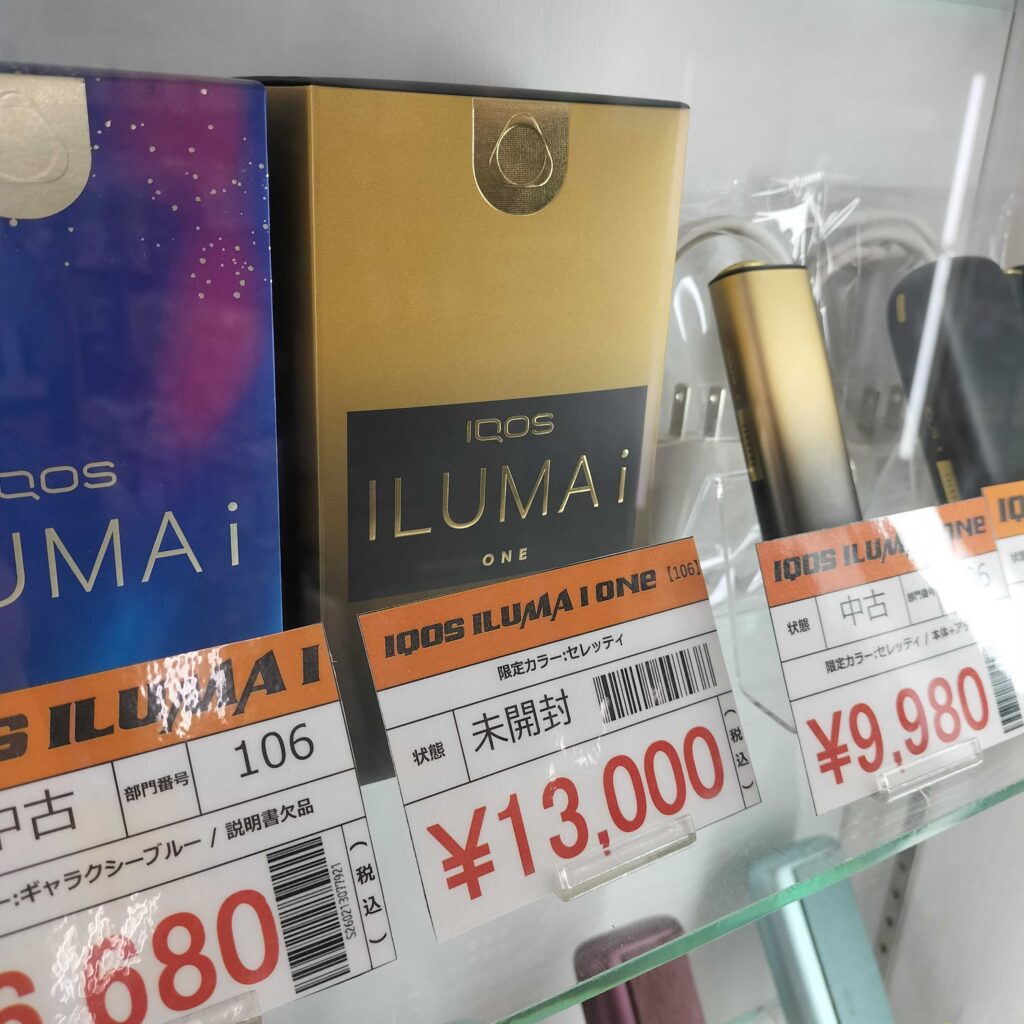 IQOS
ILUMA i
ONE
IQOS ILUMA I ONE [106]
限定カラー:セレッティ
状態
未開封
¥13,000
(税込)
UMA i
ILUMA I
中古
部門番号
106
ギャラクシーブルー / 説明書欠品
680
(税込)
IQOS ILUMA
ONE
状態
中古
部門番号
限定カラー:セレッティ / 本体+
¥9,980